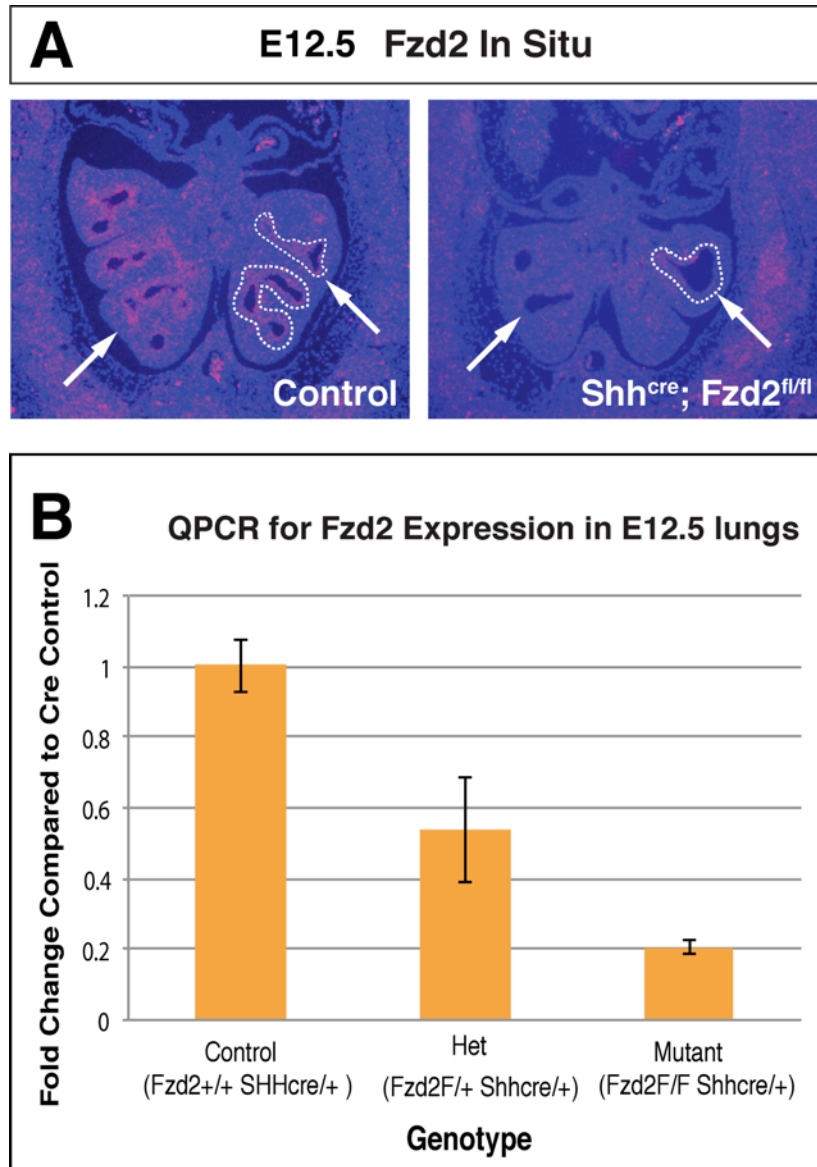 A
E12.5 Fzd2 In Situ
Control
Shhcre; Fzd2fl/fl
B
QPCR for Fzd2 Expression in E12.5 lungs
Fold Change Compared to Cre Control
1.2
1
0.8
0.6
0.4
0.2
0
Control
(Fzd2+/+ SHHcre/+ )
Het
(Fzd2F/+ Shhcre/+)
Mutant
(Fzd2F/F Shhcre/+)
Genotype